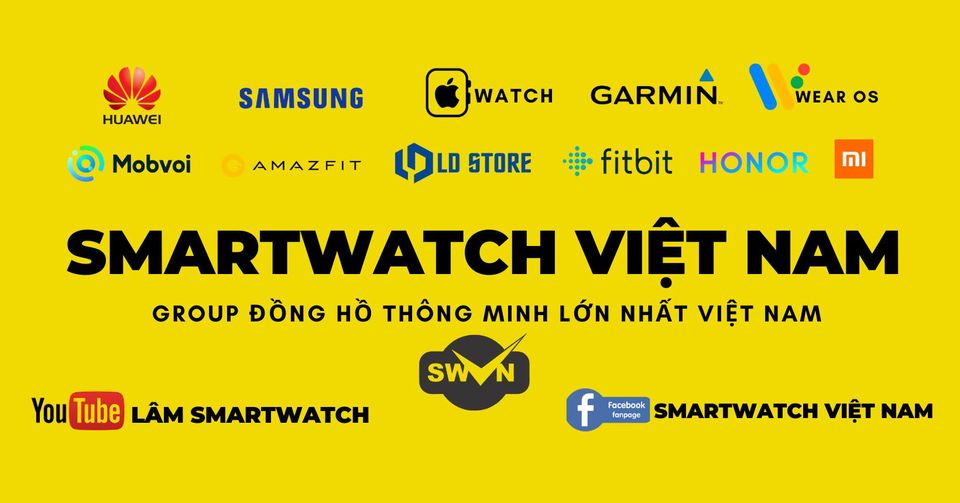 HUAWEI SAMSUNG WATCH GARMIN WEAR OS
Mobvoi AMAZFIT LD STORE fitbit HONOR MI
SMARTWATCH VIỆT NAM
GROUP ĐỒNG HỒ THÔNG MINH LỚN NHẤT VIỆT NAM
SWVN
YouTube LÂM SMARTWATCH
Facebook fanpage SMARTWATCH VIỆT NAM